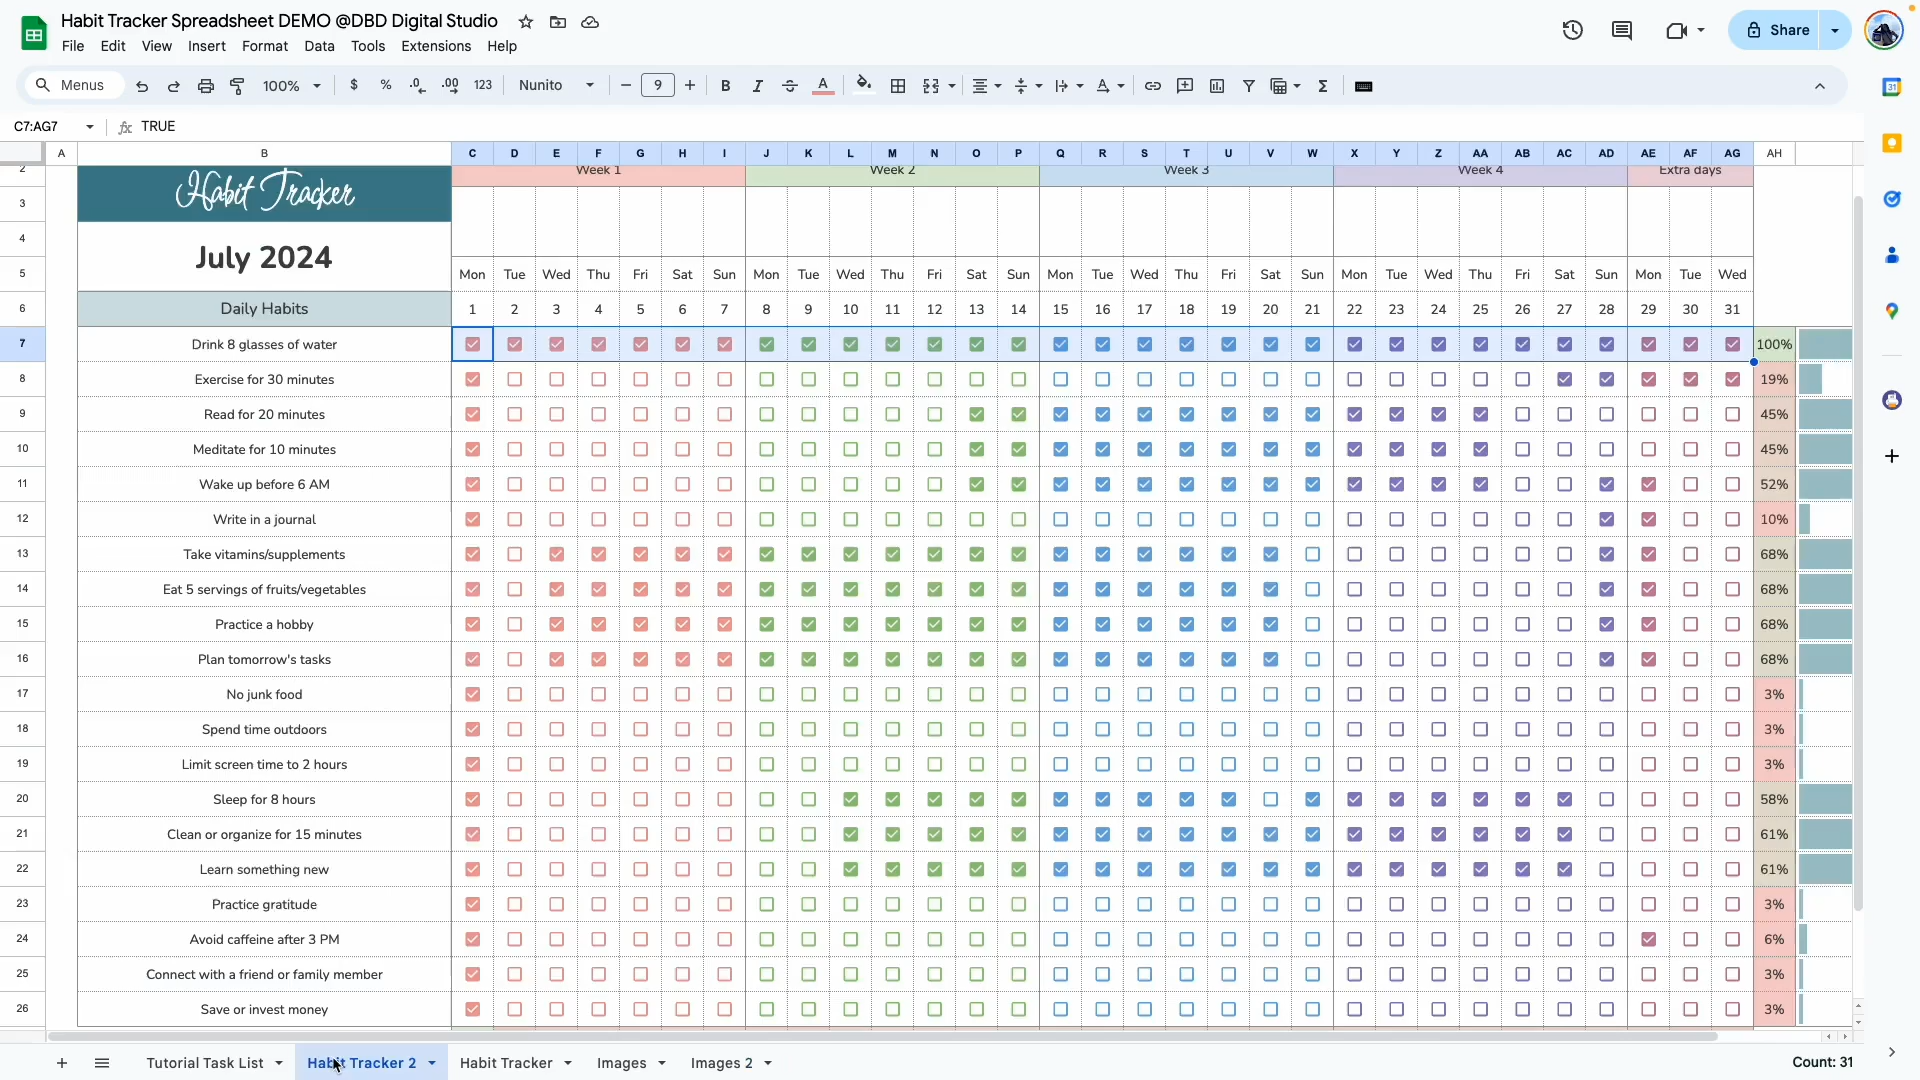 Habit Tracker Spreadsheet DEMO @DBD Digital Studio
File Edit View Insert Format Data Tools Extensions Help
Share
Menus 100% $ % .0 .00 123 Nunito 9 B I A
C7:AG7 fx TRUE
A B C D E F G H I J K L M N O P Q R S T U V W X Y Z AA AB AC AD AE AF AG AH
2 Habit Tracker Week 1 Week 2 Week 3 Week 4 Extra days
3
4 July 2024
5 Mon Tue Wed Thu Fri Sat Sun Mon Tue Wed Thu Fri Sat Sun Mon Tue Wed Thu Fri Sat Sun Mon Tue Wed Thu Fri Sat Sun Mon Tue Wed
6 Daily Habits 1 2 3 4 5 6 7 8 9 10 11 12 13 14 15 16 17 18 19 20 21 22 23 24 25 26 27 28 29 30 31
7 Drink 8 glasses of water 100%
8 Exercise for 30 minutes 19%
9 Read for 20 minutes 45%
10 Meditate for 10 minutes 45%
11 Wake up before 6 AM 52%
12 Write in a journal 10%
13 Take vitamins/supplements 68%
14 Eat 5 servings of fruits/vegetables 68%
15 Practice a hobby 68%
16 Plan tomorrow's tasks 68%
17 No junk food 3%
18 Spend time outdoors 3%
19 Limit screen time to 2 hours 3%
20 Sleep for 8 hours 58%
21 Clean or organize for 15 minutes 61%
22 Learn something new 61%
23 Practice gratitude 3%
24 Avoid caffeine after 3 PM 6%
25 Connect with a friend or family member 3%
26 Save or invest money 3%
Tutorial Task List Habit Tracker 2 Habit Tracker Images Images 2 Count: 31